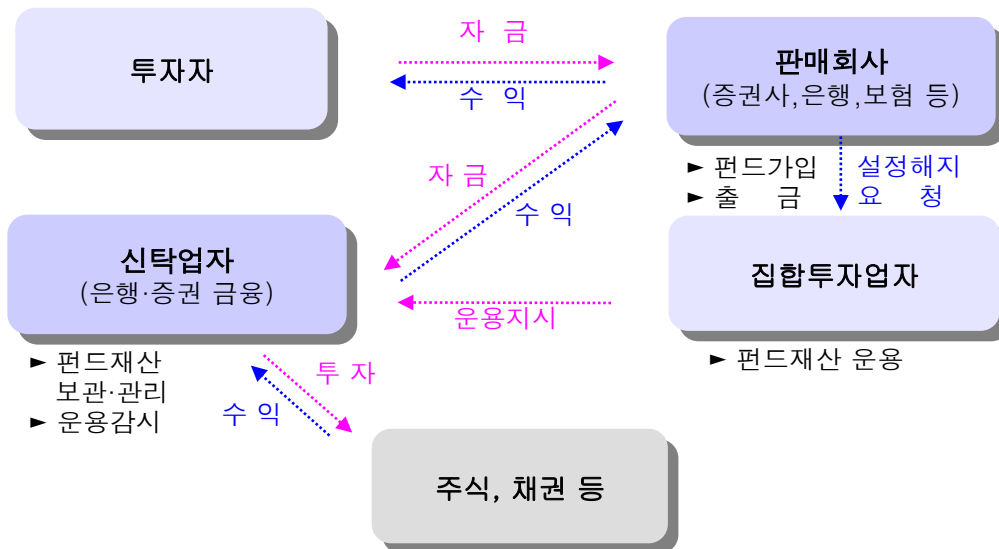 투자자
자 금
수 익
판매회사
(증권사,은행,보험 등)
► 펀드가입
► 출 금
설정해지
요 청
자 금
수 익
신탁업자
(은행·증권 금융)
집합투자업자
운용지시
► 펀드재산
보관·관리
► 운용감시
► 펀드재산 운용
투 자
수 익
주식, 채권 등